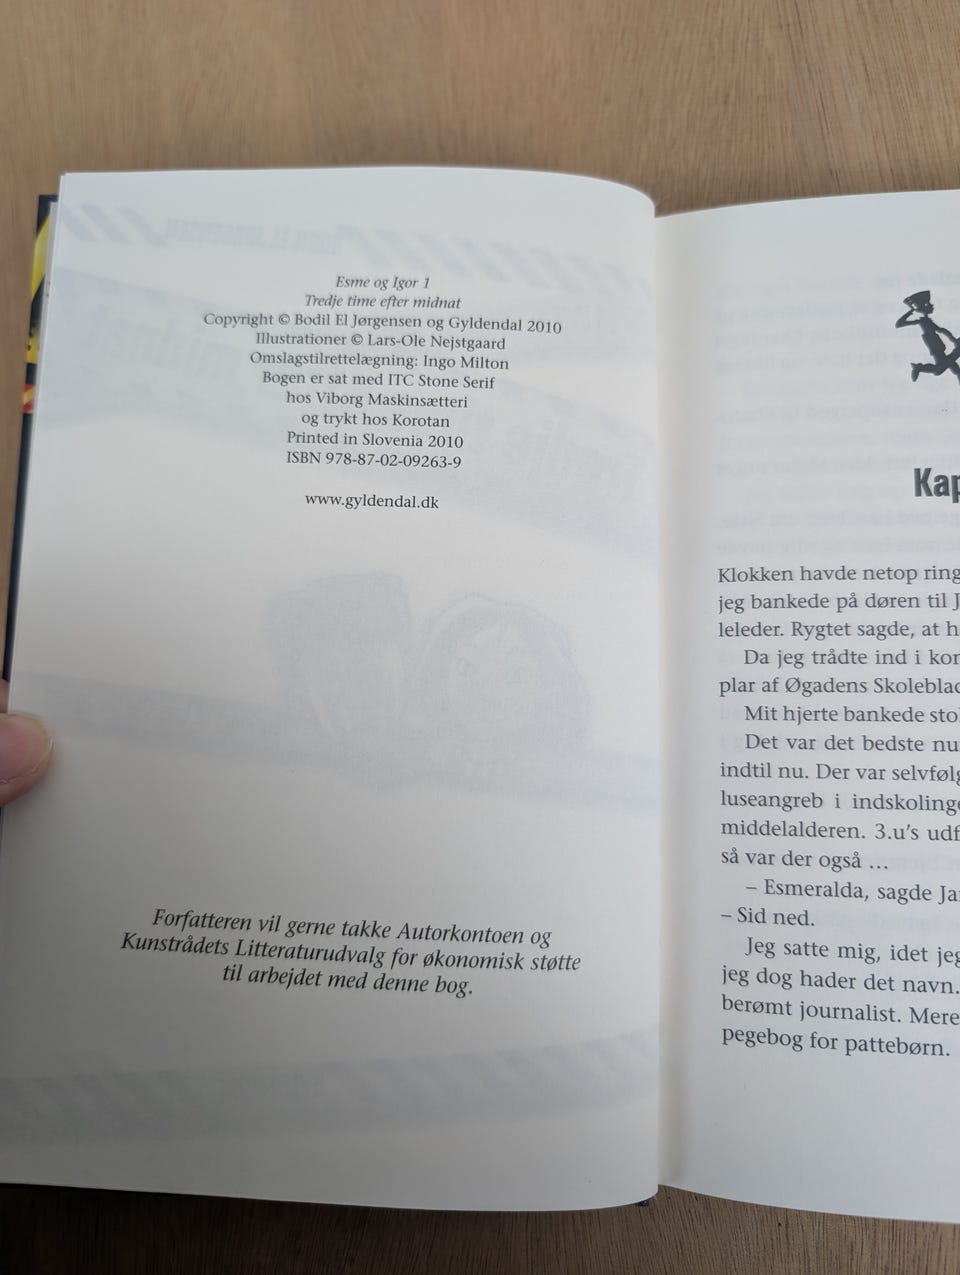 Esme og Igor 1
Tredje time efter midnat
Copyright © Bodil El Jørgensen og Gyldendal 2010
Illustrationer © Lars-Ole Nejstgaard
Omslagstilrettelægning: Ingo Milton
Bogen er sat med ITC Stone Serif
hos Viborg Maskinsætteri
og trykt hos Korotan
Printed in Slovenia 2010
ISBN 978-87-02-09263-9
www.gyldendal.dk
Forfatteren vil gerne takke Autorkontoen og
Kunstrådets Litteraturudvalg for økonomisk støtte
til arbejdet med denne bog.
Kap
Klokken havde netop ring
jeg bankede på døren til J
leleder. Rygtet sagde, at h
Da jeg trådte ind i kon
plar af Øgadens Skoleblad
Mit hjerte bankede stol
Det var det bedste nu
indtil nu. Der var selvfølg
luseangreb i indskolinge
middelalderen. 3.u's udf
så var der også ...
– Esmeralda, sagde Ja
– Sid ned.
Jeg satte mig, idet jeg
jeg dog hader det navn.
berømt journalist. Mere
pegebog for pattebørn.